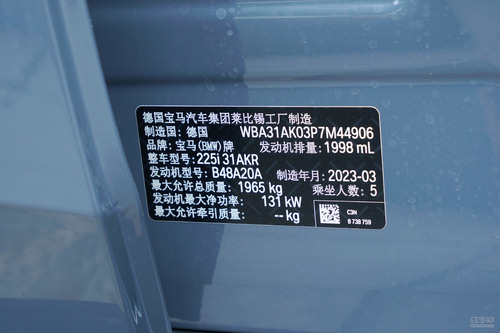 德国宝马汽车集团莱比锡工厂制造
制造国：德国 WBA31AK03P7M44906
品牌：宝马(BMW)牌 发动机排量：1998 mL
整车型号：225i 31AKR
发动机型号：B48A20A 制造年月：2023-03
最大允许总质量：1965 kg 乘坐人数：5
发动机最大净功率：131 kW
最大允许牵引质量：-- kg
C3N
8 738 759